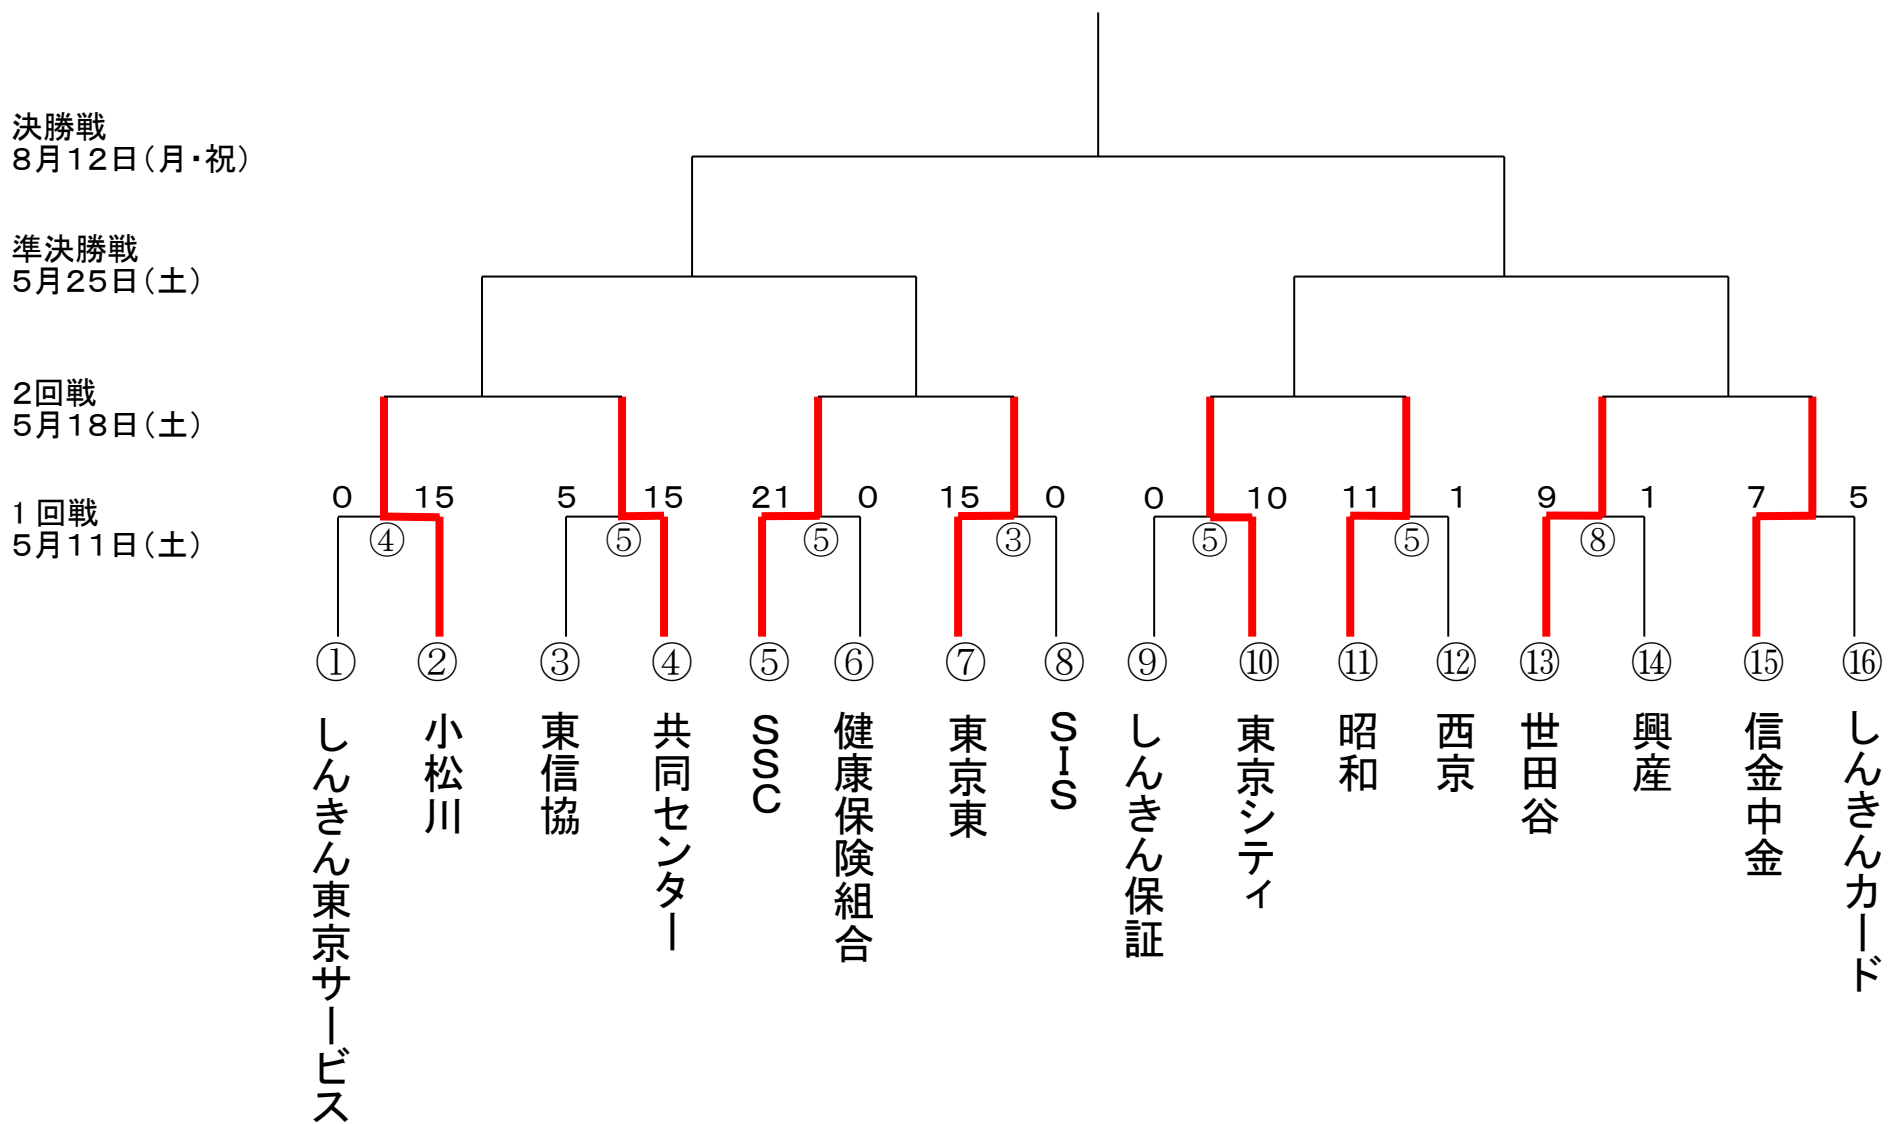 決勝戦
8月12日(月・祝)
準決勝戦
5月25日(土)
2回戦
5月18日(土)
1回戦
5月11日(土)
0 15 5 15 21 0 15 0 0 10 11 1 9 1 7 5
④ ⑤ ⑤ ③ ⑤ ⑤ ⑧
① ② ③ ④ ⑤ ⑥ ⑦ ⑧ ⑨ ⑩ ⑪ ⑫ ⑬ ⑭ ⑮ ⑯
しんきん東京サービス
小松川
東信協
共同センター
SSC
健康保険組合
東京東
SIS
しんきん保証
東京シティ
昭和
西京
世田谷
興産
信金中金
しんきんカード